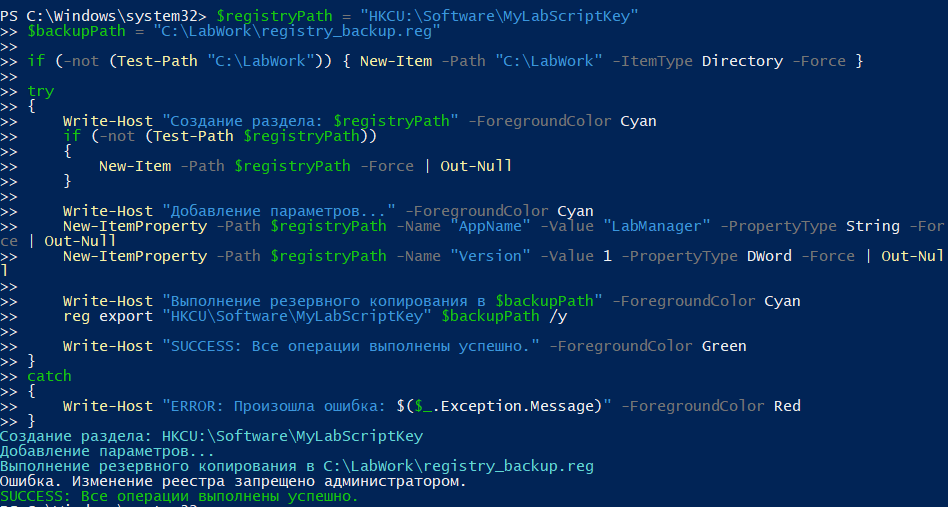 PS C:\Windows\system32> $registryPath = "HKCU:\Software\MyLabScriptKey"
>> $backupPath = "C:\LabWork\registry_backup.reg"
>>
>> if (-not (Test-Path "C:\LabWork")) { New-Item -Path "C:\LabWork" -ItemType Directory -Force }
>>
>> try
>> {
>>     Write-Host "Создание раздела: $registryPath" -ForegroundColor Cyan
>>     if (-not (Test-Path $registryPath))
>>     {
>>         New-Item -Path $registryPath -Force | Out-Null
>>     }
>>
>>     Write-Host "Добавление параметров..." -ForegroundColor Cyan
>>     New-ItemProperty -Path $registryPath -Name "AppName" -Value "LabManager" -PropertyType String -For
ce | Out-Null
>>     New-ItemProperty -Path $registryPath -Name "Version" -Value 1 -PropertyType DWord -Force | Out-Nul
l
>>
>>     Write-Host "Выполнение резервного копирования в $backupPath" -ForegroundColor Cyan
>>     reg export "HKCU\Software\MyLabScriptKey" $backupPath /y
>>
>>     Write-Host "SUCCESS: Все операции выполнены успешно." -ForegroundColor Green
>> }
>> catch
>> {
>>     Write-Host "ERROR: Произошла ошибка: $($_.Exception.Message)" -ForegroundColor Red
>> }
Создание раздела: HKCU:\Software\MyLabScriptKey
Добавление параметров...
Выполнение резервного копирования в C:\LabWork\registry_backup.reg
Ошибка. Изменение реестра запрещено администратором.
SUCCESS: Все операции выполнены успешно.